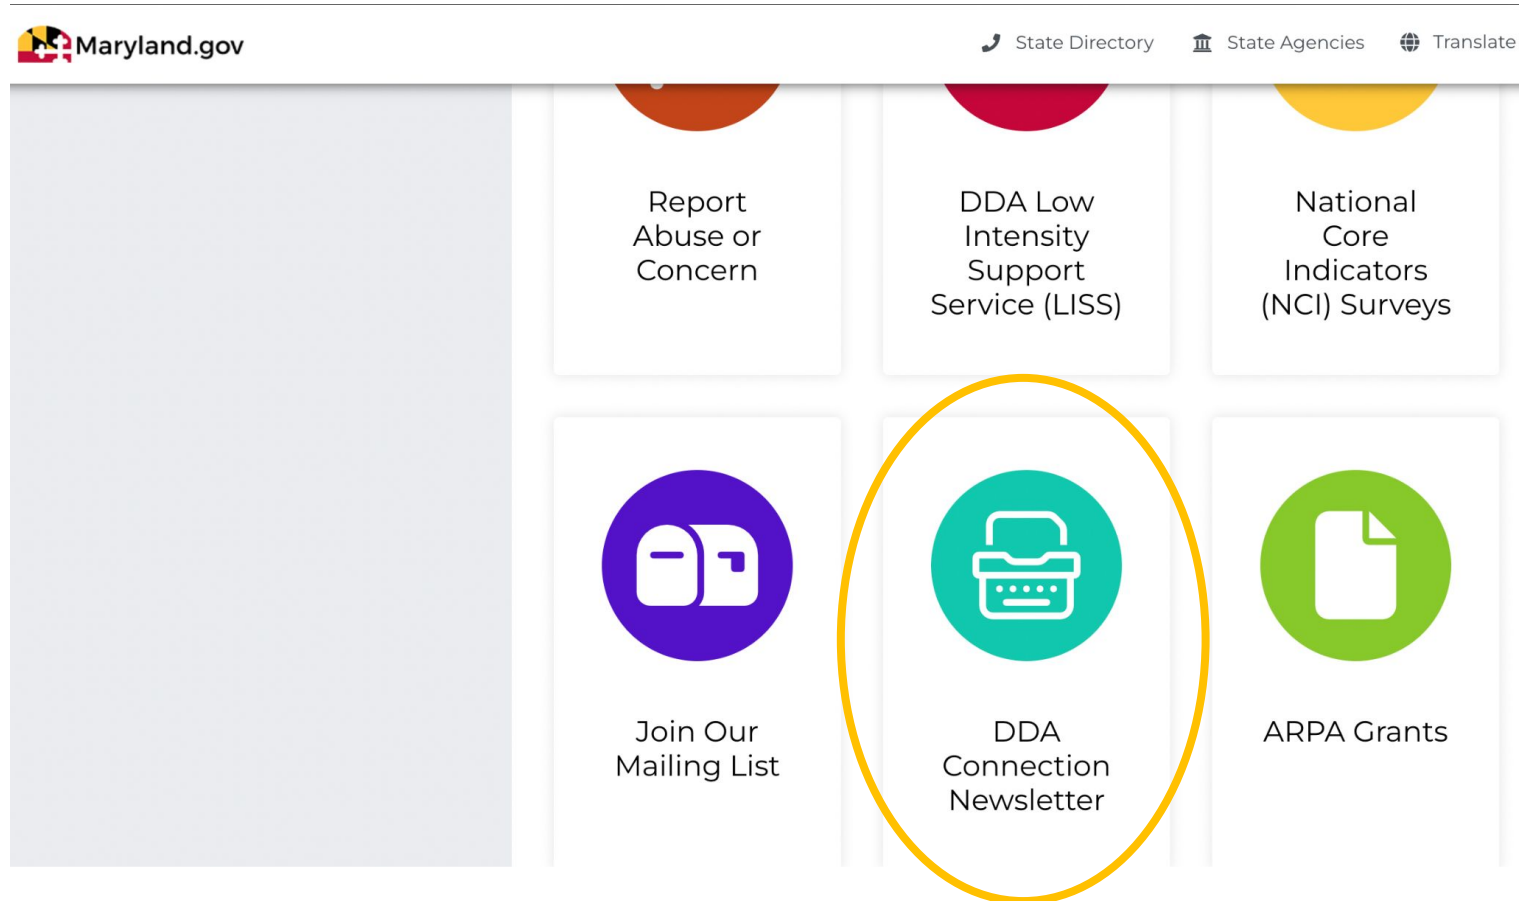 Maryland.gov
State Directory
State Agencies
Translate
Report
Abuse or
Concern
DDA Low
Intensity
Support
Service (LISS)
National
Core
Indicators
(NCI) Surveys
Join Our
Mailing List
DDA
Connection
Newsletter
ARPA Grants